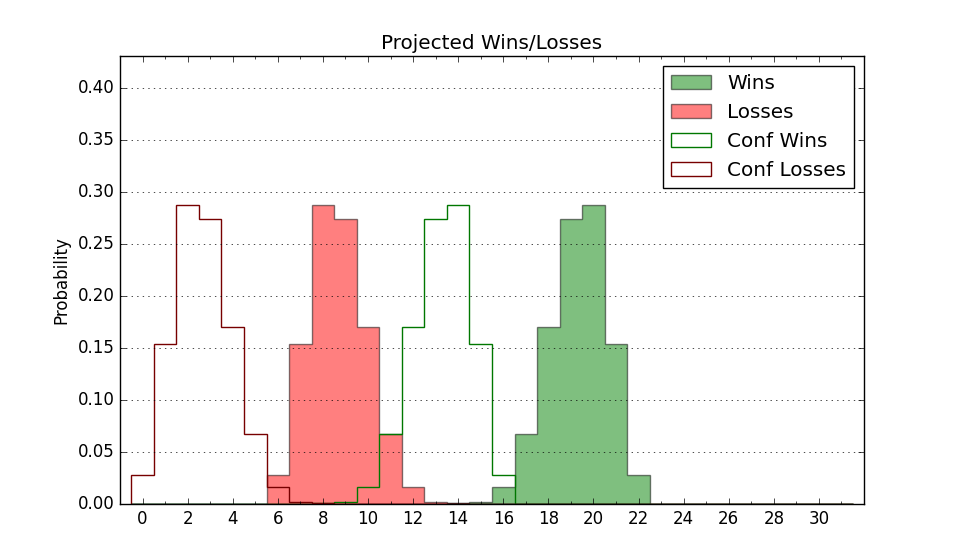 Projected Wins/Losses
Wins
Losses
Conf Wins
Conf Losses
Probability
0.40
0.35
0.30
0.25
0.20
0.15
0.10
0.05
0.00
0 2 4 6 8 10 12 14 16 18 20 22 24 26 28 30